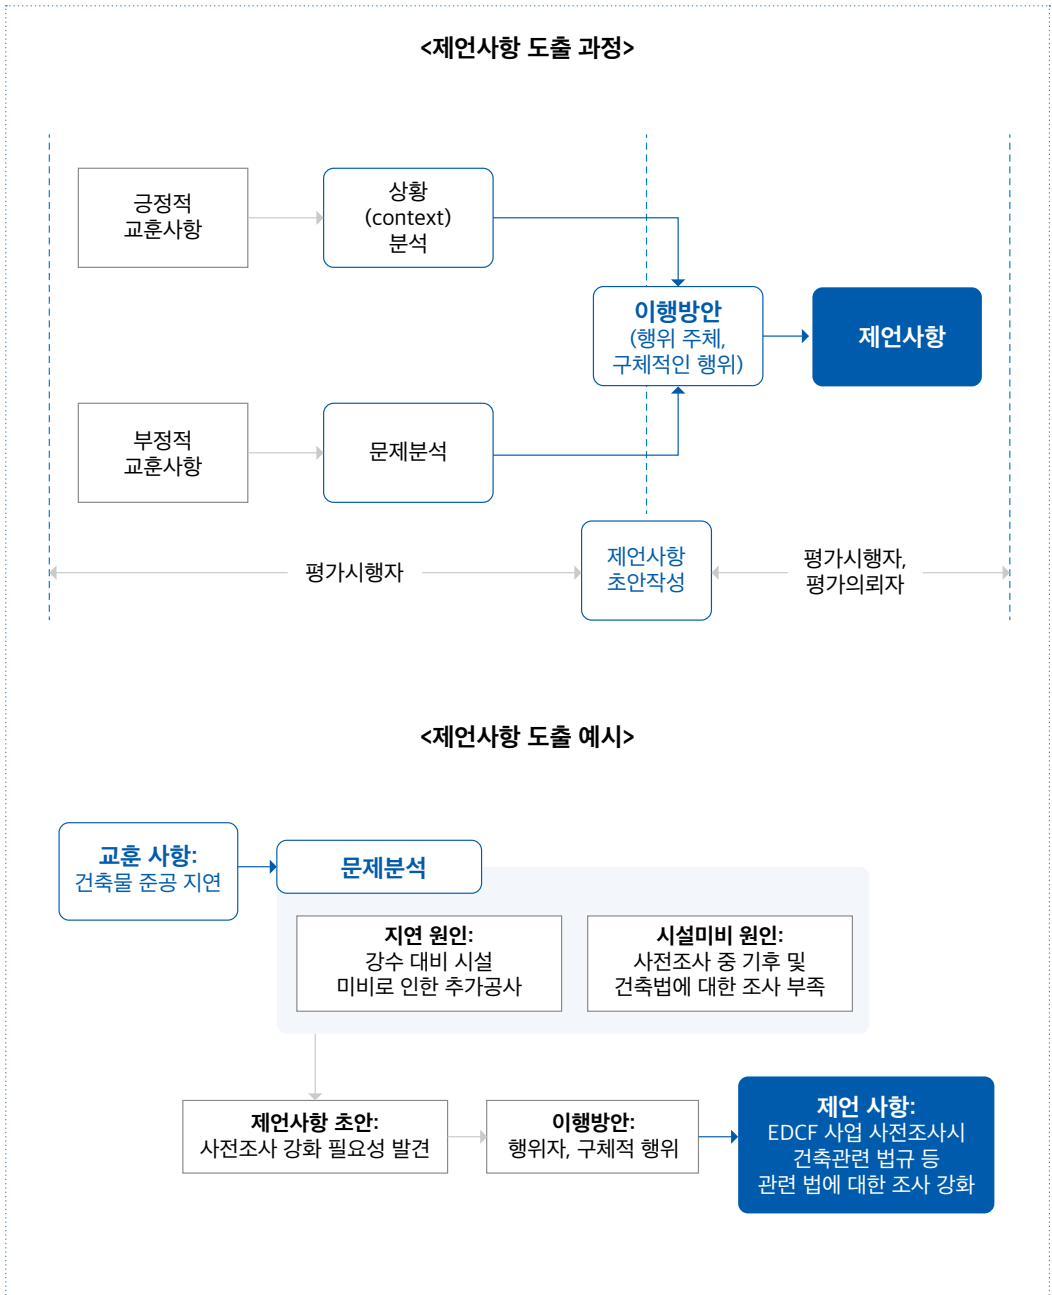 <제언사항 도출 과정>
긍정적
교훈사항
상황
(context)
분석
이행방안
(행위 주체,
구체적인 행위)
제언사항
부정적
교훈사항
문제분석
평가시행자
제언사항
초안작성
평가시행자,
평가의뢰자
<제언사항 도출 예시>
교훈 사항:
건축물 준공 지연
문제분석
지연 원인:
강수 대비 시설
미비로 인한 추가공사
시설미비 원인:
사전조사 중 기후 및
건축법에 대한 조사 부족
제언사항 초안:
사전조사 강화 필요성 발견
이행방안:
행위자, 구체적 행위
제언 사항:
EDCF 사업 사전조사시
건축관련 법규 등
관련 법에 대한 조사 강화